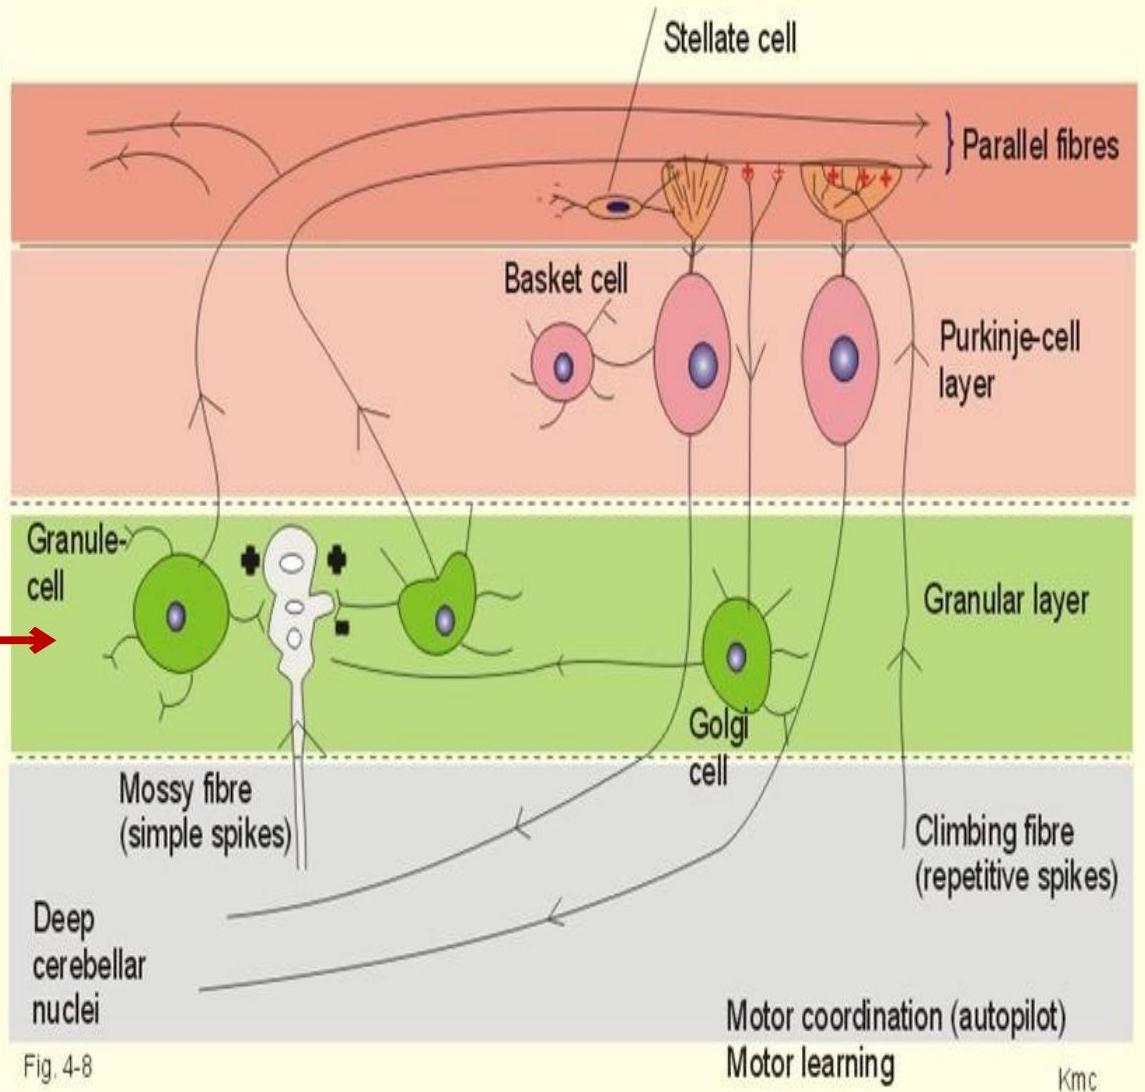 Stellate cell
Parallel fibres
Basket cell
Purkinje-cell
layer
Granule-
cell
Granular layer
Golgi
cell
Mossy fibre
(simple spikes)
Climbing fibre
(repetitive spikes)
Deep
cerebellar
nuclei
Motor coordination (autopilot)
Motor learning
Fig. 4-8
Kmc